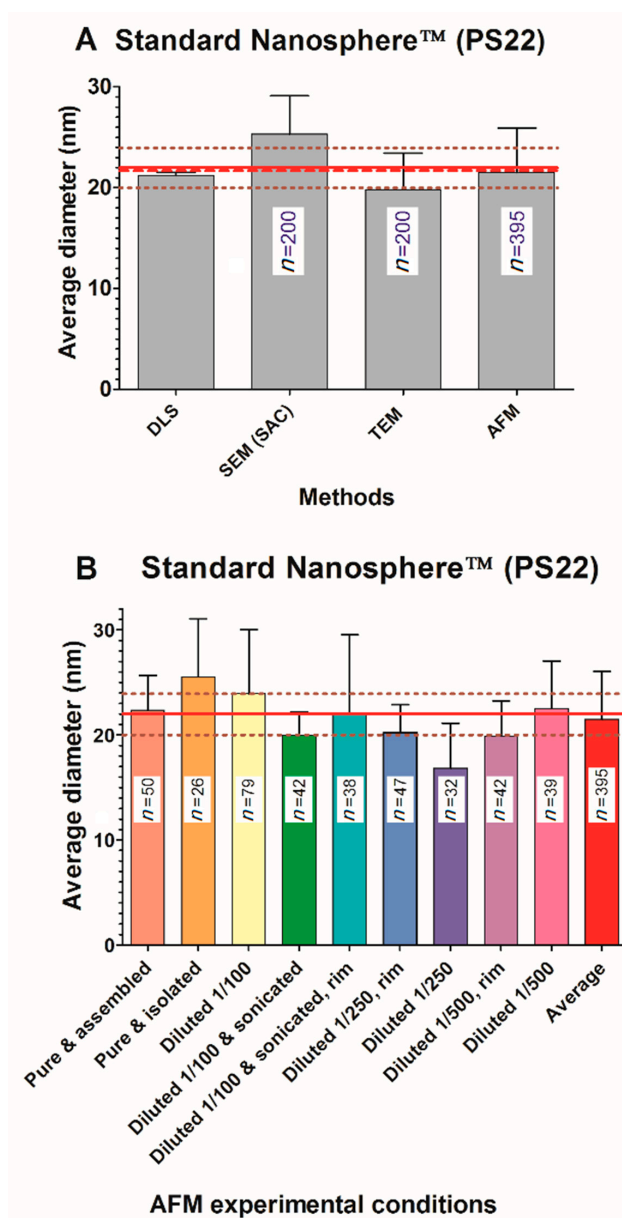 A Standard Nanosphere™ (PS22)
Average diameter (nm)
30
20
10
0
n=200
n=200
n=395
DLS
SEM (SAC)
TEM
AFM
Methods
B Standard Nanosphere™ (PS22)
Average diameter (nm)
30
20
10
0
n=50
n=26
n=79
n=42
n=38
n=47
n=32
n=42
n=39
n=395
Pure & assembled
Pure & isolated
Diluted 1/100
Diluted 1/100 & sonicated
Diluted 1/100 & sonicated, rim
Diluted 1/250, rim
Diluted 1/250
Diluted 1/500, rim
Diluted 1/500
Average
AFM experimental conditions